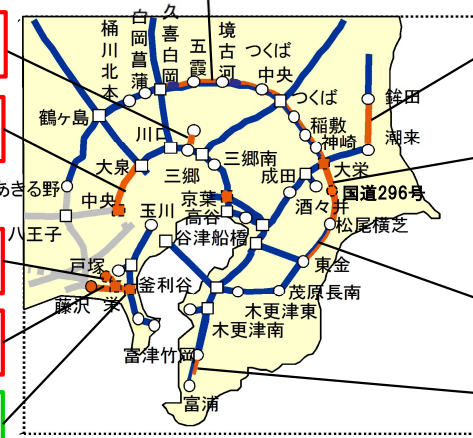 桶川北本
白岡菖蒲
久喜白岡
五霞
境古河
つくば中央
つくば
鶴ヶ島
川口
稲敷
神崎
鉾田
潮来
大泉
三郷
三郷南
成田
大栄
国道296号
あきる野
中央
京葉
高谷
酒々井
玉川
八王子
谷津船橋
松尾横芝
東金
戸塚
釜利谷
藤沢
栄
茂原長南
木更津東
木更津南
富津竹岡
富浦